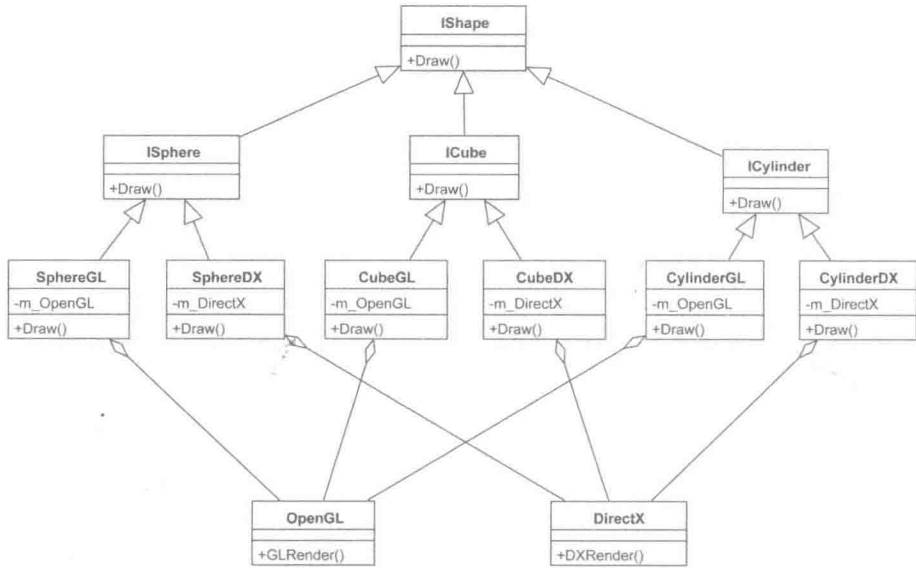 IShape
+Draw()
ISphere
+Draw()
ICube
+Draw()
ICylinder
+Draw()
SphereGL
-m_OpenGL
+Draw()
SphereDX
-m_DirectX
+Draw()
CubeGL
-m_OpenGL
+Draw()
CubeDX
-m_DirectX
+Draw()
CylinderGL
-m_OpenGL
+Draw()
CylinderDX
-m_DirectX
+Draw()
OpenGL
+GLRender()
DirectX
+DXRender()